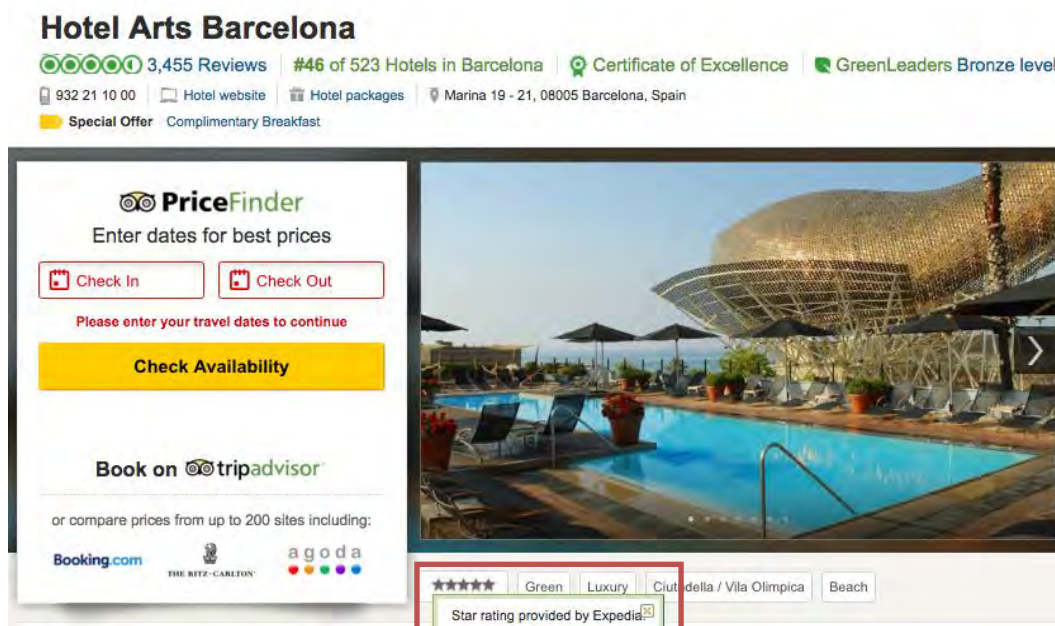 Hotel Arts Barcelona
3,455 Reviews #46 of 523 Hotels in Barcelona Certificate of Excellence GreenLeaders Bronze level
932 21 10 00 Hotel website Hotel packages Marina 19 - 21, 08005 Barcelona, Spain
Special Offer Complimentary Breakfast
PriceFinder
Enter dates for best prices
Check In Check Out
Please enter your travel dates to continue
Check Availability
Book on tripadvisor
or compare prices from up to 200 sites including:
Booking.com THE RITZ-CARLTON agoda
Green Luxury Ciutadella / Vila Olimpica Beach
Star rating provided by Expedia.